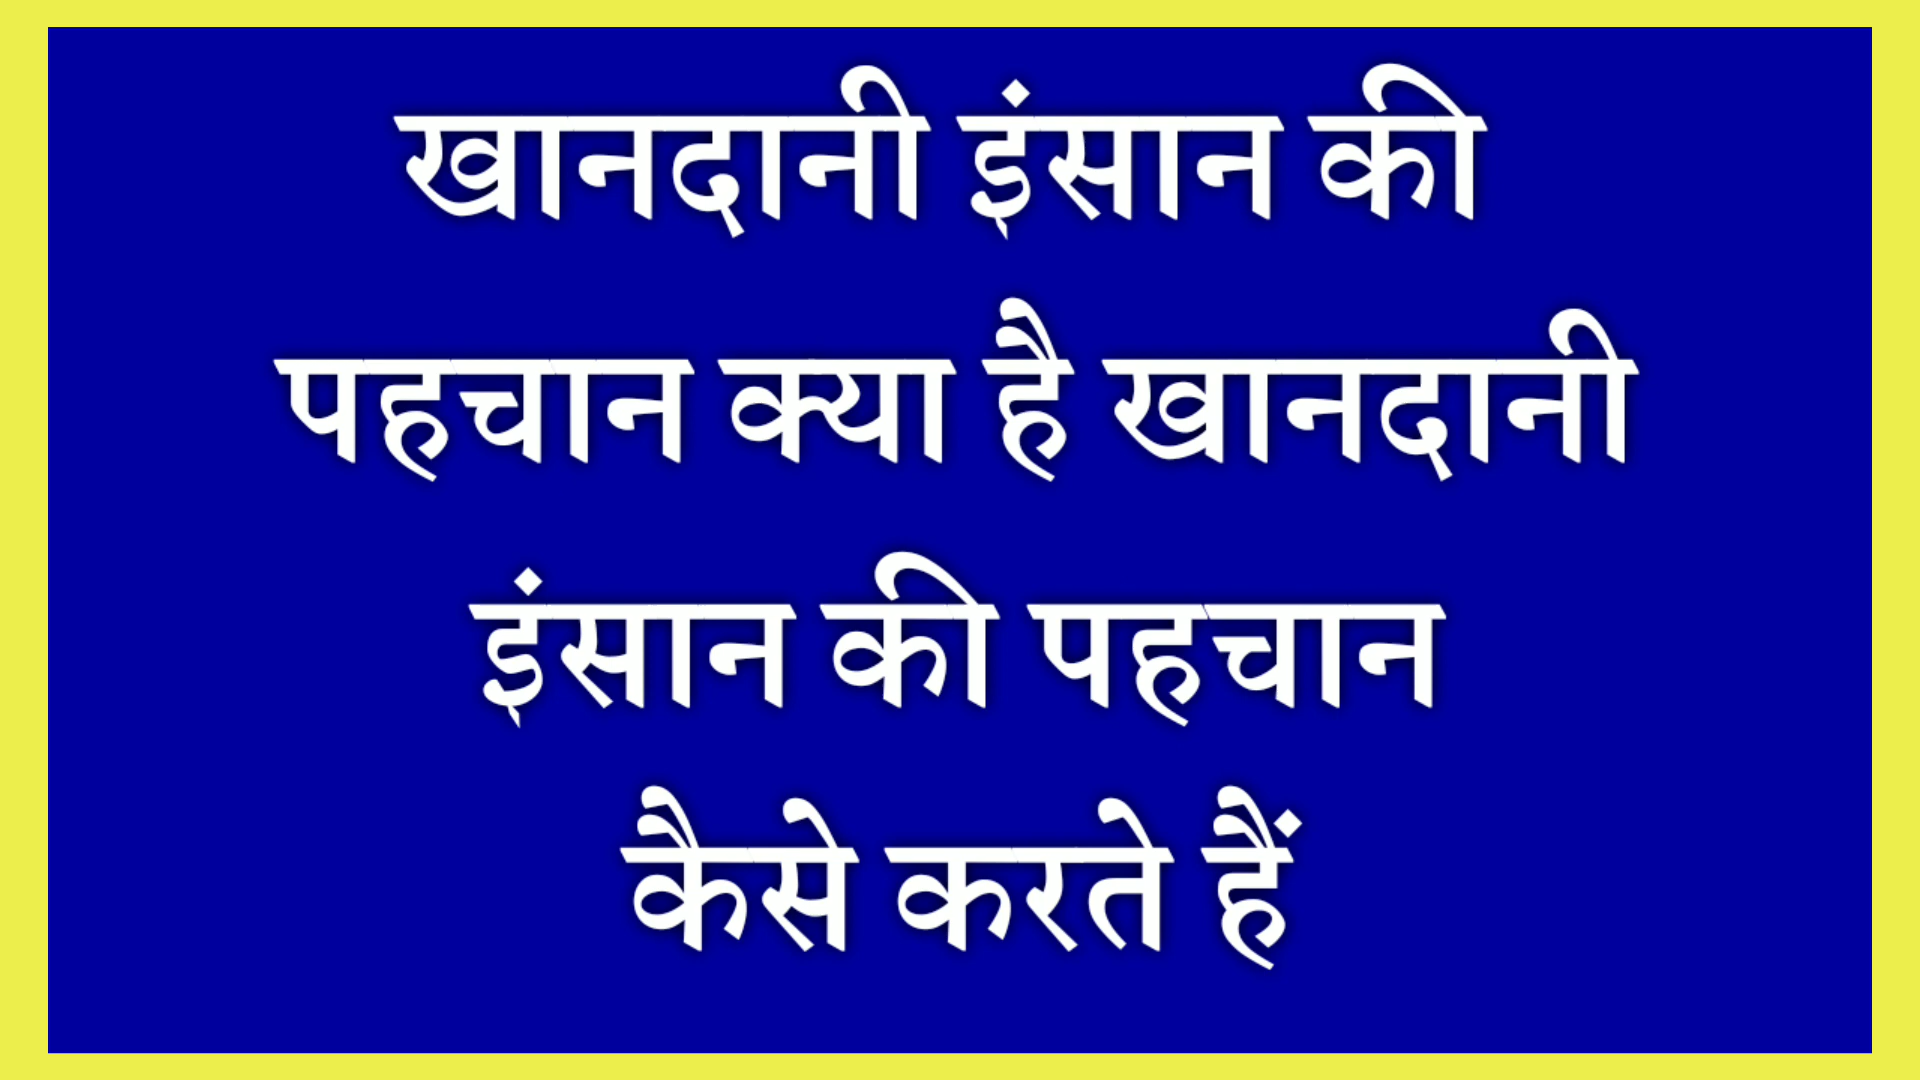 खानदानी इंसान की
पहचान क्या है खानदानी
इंसान की पहचान
कैसे करते हैं